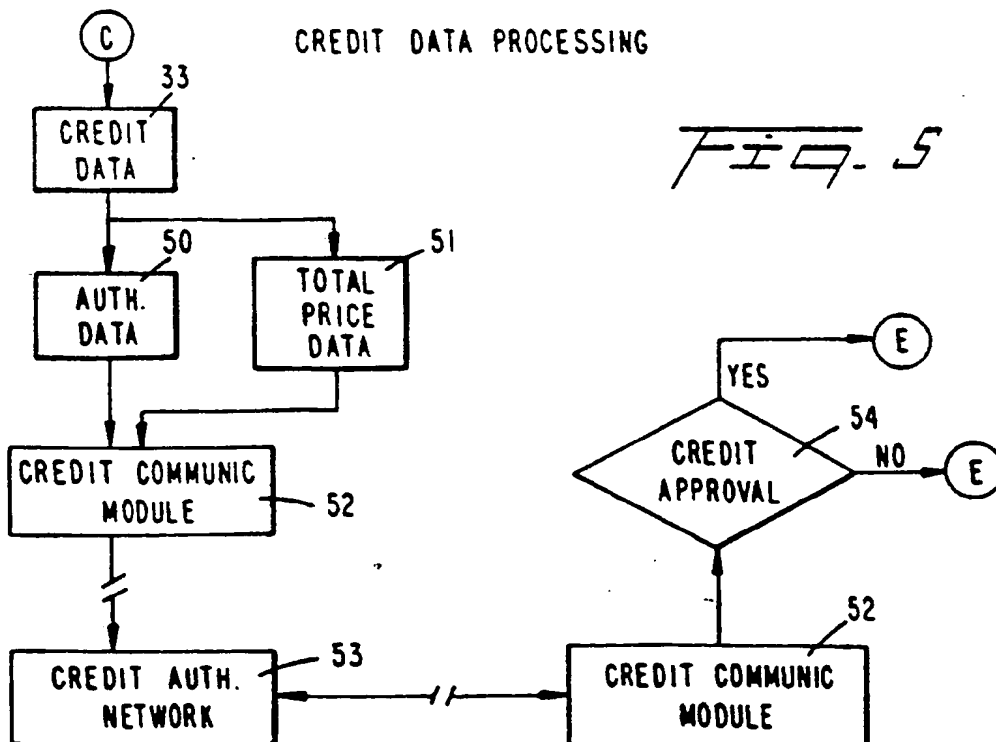 C
CREDIT DATA PROCESSING
33
CREDIT
DATA
Fig. 5
50
AUTH.
DATA
51
TOTAL
PRICE
DATA
CREDIT COMMUNIC
MODULE
52
53
CREDIT AUTH.
NETWORK
E
YES
54
CREDIT
APPROVAL
NO
E
52
CREDIT COMMUNIC
MODULE